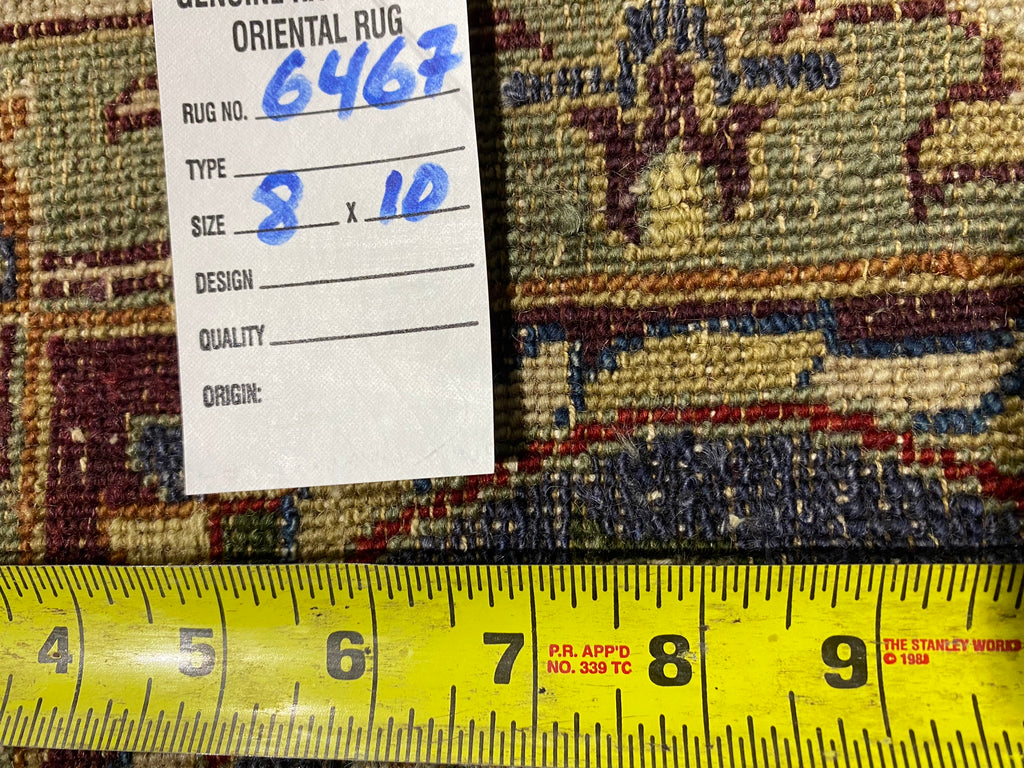 ORIENTAL RUG
RUG NO. 6467
TYPE
SIZE 8 X 10
DESIGN
QUALITY
ORIGIN:
4 5 6 7 P.R. APP'D 8 9 THE STANLEY WORKS
NO. 339 TC ©